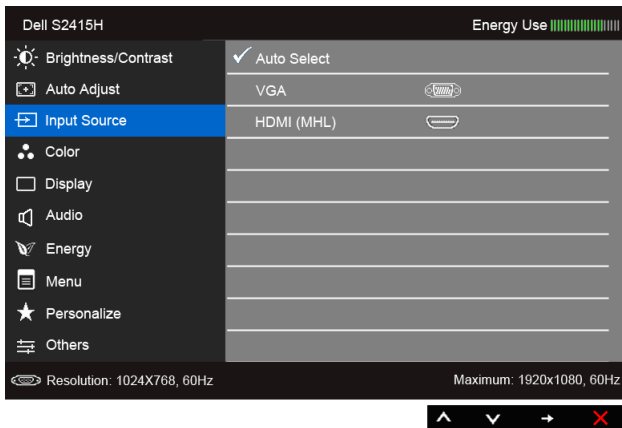 Dell S2415H
Energy Use
Brightness/Contrast
Auto Select
Auto Adjust
VGA
Input Source
HDMI (MHL)
Color
Display
Audio
Energy
Menu
Personalize
Others
Resolution: 1024X768, 60Hz
Maximum: 1920x1080, 60Hz